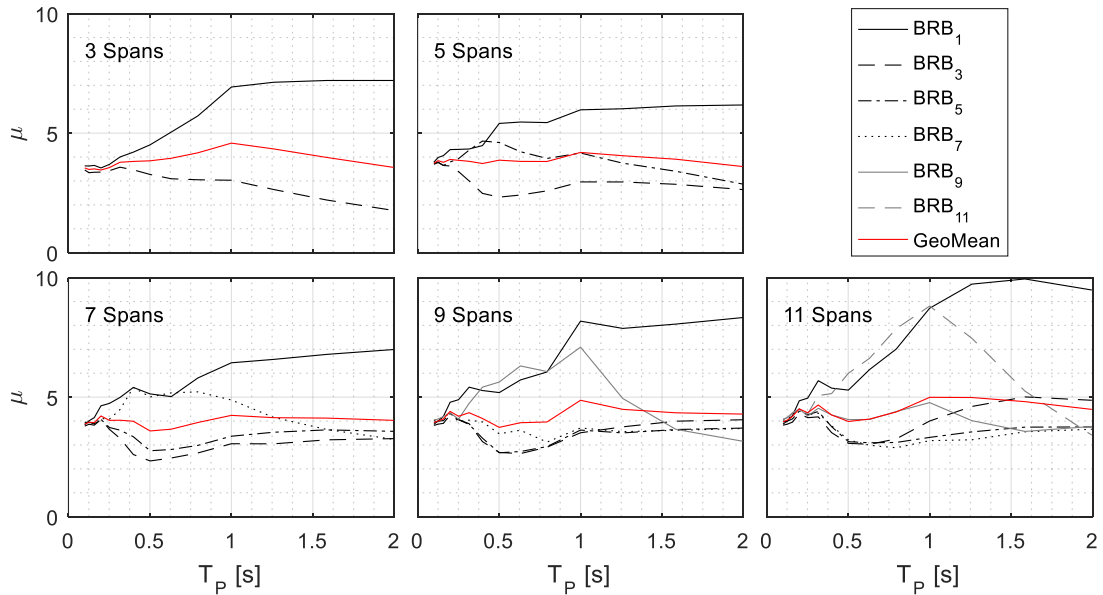 10
5
0
μ
3 Spans
5 Spans
BRB1
BRB3
BRB5
BRB7
BRB9
BRB11
GeoMean
10
5
0
μ
7 Spans
9 Spans
11 Spans
0 0.5 1 1.5 2
0 0.5 1 1.5 2
0 0.5 1 1.5 2
TP [s]
TP [s]
TP [s]